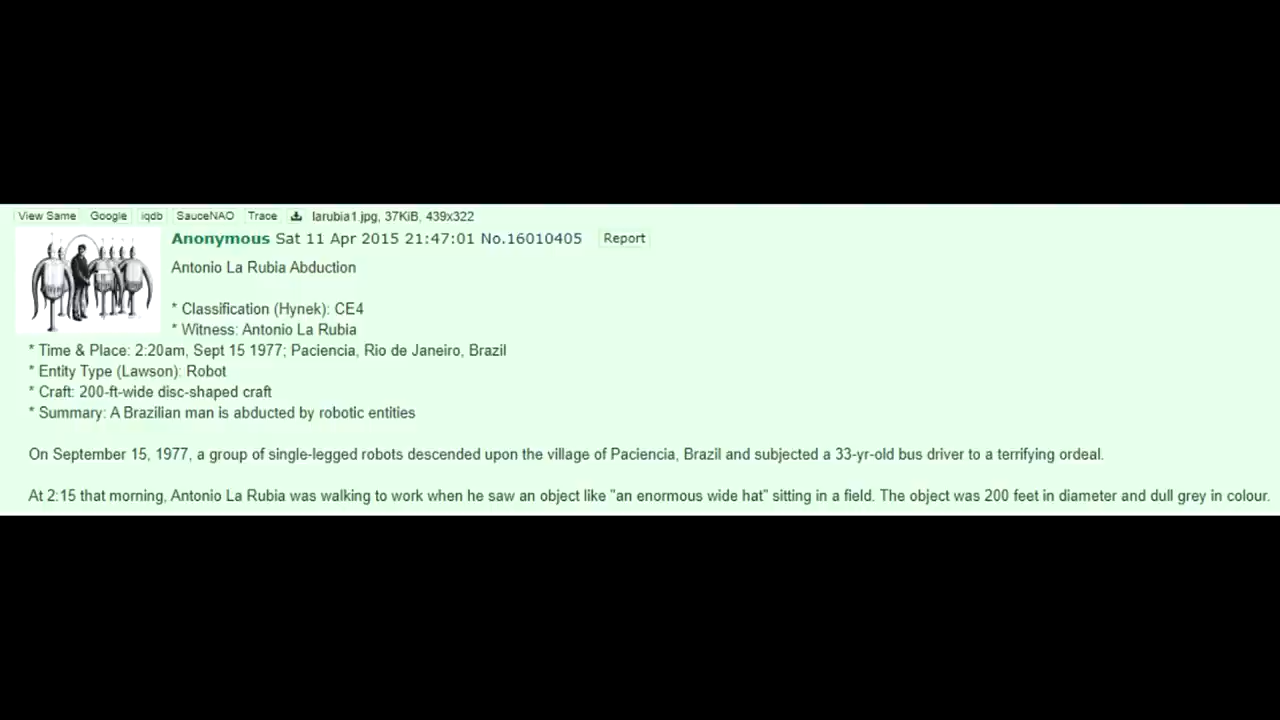 View Same Google iqdb SauceNAO Trace larubia1.jpg, 37KiB, 439x322
Anonymous Sat 11 Apr 2015 21:47:01 No.16010405 Report
Antonio La Rubia Abduction
* Classification (Hynek): CE4
* Witness: Antonio La Rubia
* Time & Place: 2:20am, Sept 15 1977; Paciencia, Rio de Janeiro, Brazil
* Entity Type (Lawson): Robot
* Craft: 200-ft-wide disc-shaped craft
* Summary: A Brazilian man is abducted by robotic entities
On September 15, 1977, a group of single-legged robots descended upon the village of Paciencia, Brazil and subjected a 33-yr-old bus driver to a terrifying ordeal.
At 2:15 that morning, Antonio La Rubia was walking to work when he saw an object like "an enormous wide hat" sitting in a field. The object was 200 feet in diameter and dull grey in colour.